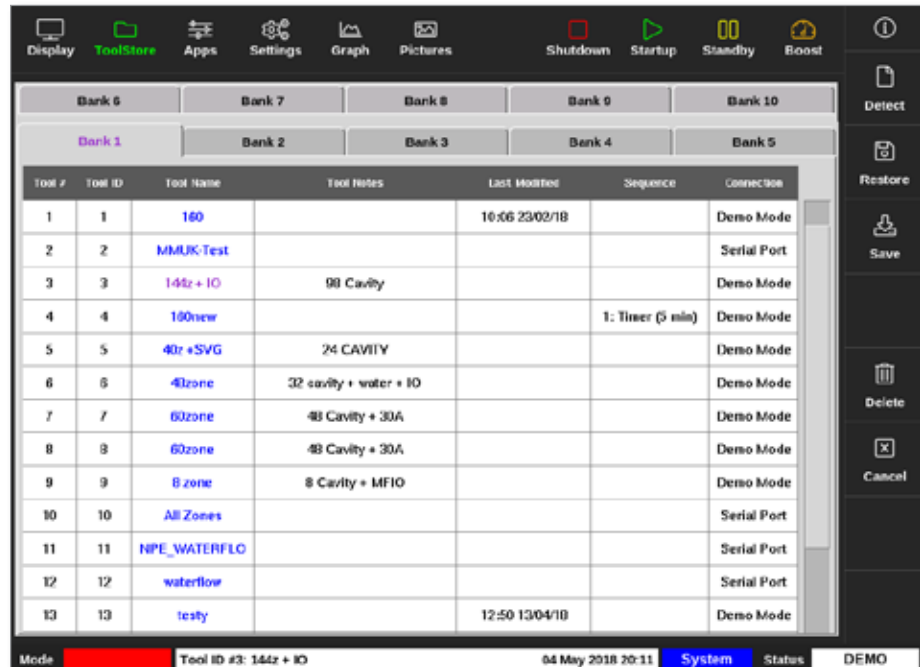 Display ToolStore Apps Settings Graph Pictures Shutdown Startup Standby Boost
Detect
Restore
Save
Delete
Cancel
Bank 6 Bank 7 Bank 8 Bank 9 Bank 10
Bank 1 Bank 2 Bank 3 Bank 4 Bank 5
Tool # Tool ID Tool Name Tool Notes Last Modified Sequence Connection
1 1 160 10:06 23/02/18 Demo Mode
2 2 MMUK-Test Serial Port
3 3 144z + IO 98 Cavity Demo Mode
4 4 160new 1: Timer (5 min) Demo Mode
5 5 40z +SVG 24 CAVITY Demo Mode
6 6 40zone 32 cavity + water + IO Demo Mode
7 7 60zone 48 Cavity + 30A Demo Mode
8 8 60zone 48 Cavity + 30A Demo Mode
9 9 8 zone 8 Cavity + MFIO Demo Mode
10 10 All Zones Serial Port
11 11 NPE_WATERFLO Serial Port
12 12 waterflow Serial Port
13 13 testy 12:50 13/04/18 Demo Mode
Mode Tool ID #3: 144z + IO 04 May 2018 20:11 System Status DEMO